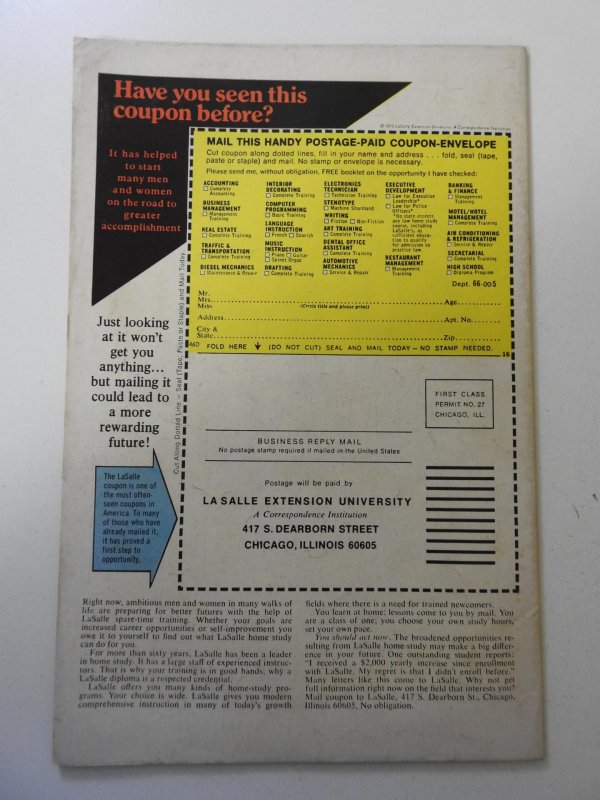 Have you seen this
coupon before?
© 1972 LaSalle Extension University, A Correspondence Institution
It has helped
to start
many men
and women
on the road to
greater
accomplishment
MAIL THIS HANDY POSTAGE-PAID COUPON-ENVELOPE
Cut coupon along dotted lines, fill in your name and address . . . fold, seal (tape,
paste or staple) and mail. No stamp or envelope is necessary.
Please send me, without obligation, FREE booklet on the opportunity I have checked:
ACCOUNTING
☐ Complete
Accounting
BUSINESS
MANAGEMENT
☐ Management
Training
REAL ESTATE
☐ Complete Training
TRAFFIC &
TRANSPORTATION
☐ Complete Training
DIESEL MECHANICS
☐ Maintenance & Repair
INTERIOR
DECORATING
☐ Complete Training
COMPUTER
PROGRAMMING
☐ Basic Training
LANGUAGE
INSTRUCTION
☐ French ☐ Spanish
MUSIC
INSTRUCTION
☐ Piano ☐ Guitar
☐ Spinet Organ
DRAFTING
☐ Complete Training
ELECTRONICS
TECHNICIAN
☐ Technician Training
STENOTYPE
☐ Machine Shorthand
WRITING
☐ Fiction ☐ Non-Fiction
ART TRAINING
☐ Complete Training
DENTAL OFFICE
ASSISTANT
☐ Complete Training
AUTOMOTIVE
MECHANICS
☐ Service & Repair
EXECUTIVE
DEVELOPMENT
☐ Law for Executive
Leadership*
☐ Law for Police
Officers*
*No state accepts
any law home study
course, including
LaSalle's, as
sufficient educa-
tion to qualify
for admission to
practice law.
RESTAURANT
MANAGEMENT
☐ Management
Training
BANKING
& FINANCE
☐ Management
Training
MOTEL/HOTEL
MANAGEMENT
☐ Complete Training
AIR CONDITIONING
& REFRIGERATION
☐ Service & Repair
SECRETARIAL
☐ Complete Training
HIGH SCHOOL
☐ Diploma Program
Dept. 66-005
Mr.
Mrs.
Miss
(Circle title and please print)
Age
Address
Apt. No.
City &
State
Zip
460 FOLD HERE ↓ (DO NOT CUT) SEAL AND MAIL TODAY — NO STAMP NEEDED.
16
Cut Along Dotted Line — Seal (Tape, Paste or Staple) and Mail Today
Just looking
at it won't
get you
anything...
but mailing it
could lead to
a more
rewarding
future!
The LaSalle
coupon is one of
the most often-
seen coupons in
America. To many
of those who have
already mailed it,
it has proved a
first step to
opportunity.
FIRST CLASS
PERMIT NO. 27
CHICAGO, ILL.
BUSINESS REPLY MAIL
No postage stamp required if mailed in the United States
Postage will be paid by
LA SALLE EXTENSION UNIVERSITY
A Correspondence Institution
417 S. DEARBORN STREET
CHICAGO, ILLINOIS 60605
Right now, ambitious men and women in many walks of
life are preparing for better futures with the help of
LaSalle spare-time training. Whether your goals are
increased career opportunities or self-improvement you
owe it to yourself to find out what LaSalle home study
can do for you.
For more than sixty years, LaSalle has been a leader
in home study. It has a large staff of experienced instruc-
tors. That is why your training is in good hands; why a
LaSalle diploma is a respected credential.
LaSalle offers you many kinds of home-study pro-
grams. Your choice is wide. LaSalle gives you modern
comprehensive instruction in many of today's growth
fields where there is a need for trained newcomers.
You learn at home; lessons come to you by mail. You
are a class of one; you choose your own study hours,
set your own pace.
You should act now. The broadened opportunities re-
sulting from LaSalle home-study may make a big differ-
ence in your future. One outstanding student reports:
"I received a $2,000 yearly increase since enrollment
with LaSalle. My regret is that I didn't enroll before."
Many letters like this come to LaSalle. Why not get
full information right now on the field that interests you?
Mail coupon to LaSalle, 417 S. Dearborn St., Chicago,
Illinois 60605. No obligation.